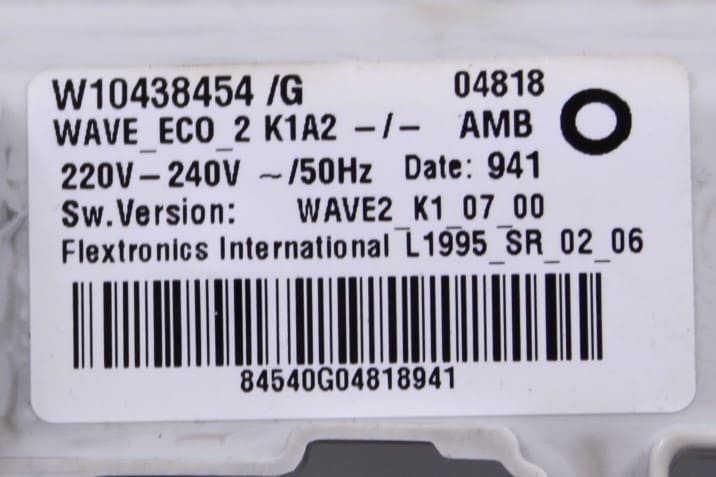 W10438454 /G 04818
WAVE_ECO_2 K1A2 -/- AMB
220V-240V ~/50Hz Date: 941
Sw.Version: WAVE2_K1_07_00
Flextronics International L1995_SR_02_06
84540G04818941